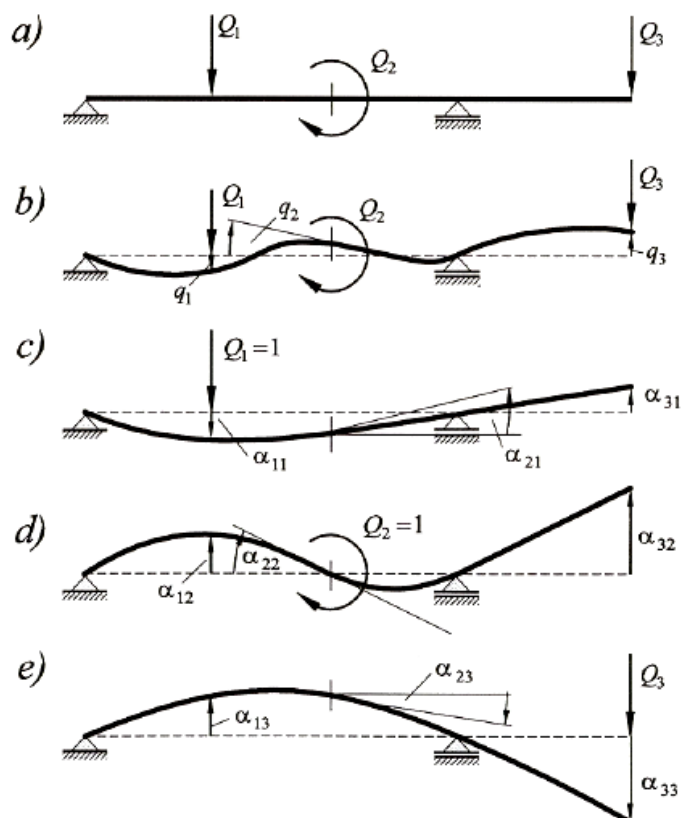 a)
Q₁
Q₂
Q₃
b)
Q₁
q₂
Q₂
Q₃
q₁
q₃
c)
Q₁=1
α₁₁
α₂₁
α₃₁
d)
Q₂=1
α₁₂
α₂₂
α₃₂
e)
α₁₃
α₂₃
Q₃
α₃₃